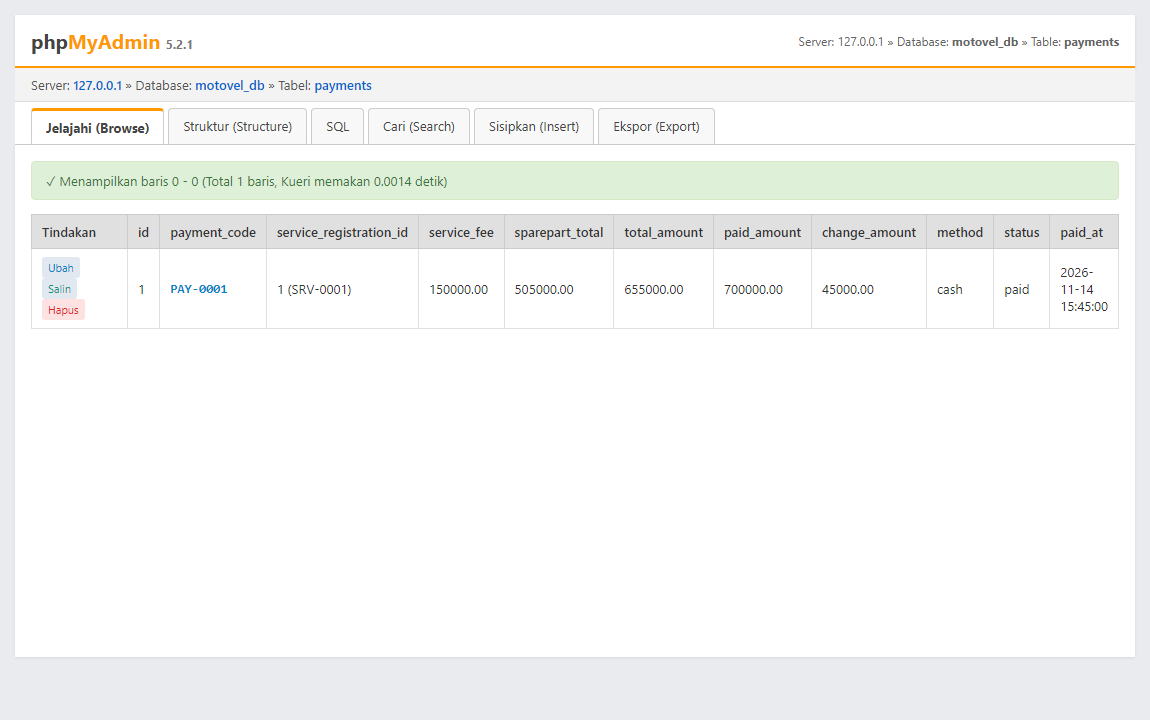 phpMyAdmin 5.2.1
Server: 127.0.0.1 » Database: motovel_db » Table: payments
Server: 127.0.0.1 » Database: motovel_db » Tabel: payments
Jelajahi (Browse) Struktur (Structure) SQL Cari (Search) Sisipkan (Insert) Ekspor (Export)
✓ Menampilkan baris 0 - 0 (Total 1 baris, Kueri memakan 0.0014 detik)
Tindakan id payment_code service_registration_id service_fee sparepart_total total_amount paid_amount change_amount method status paid_at
Ubah
Salin
Hapus
1 PAY-0001 1 (SRV-0001) 150000.00 505000.00 655000.00 700000.00 45000.00 cash paid
2026-
11-14
15:45:00